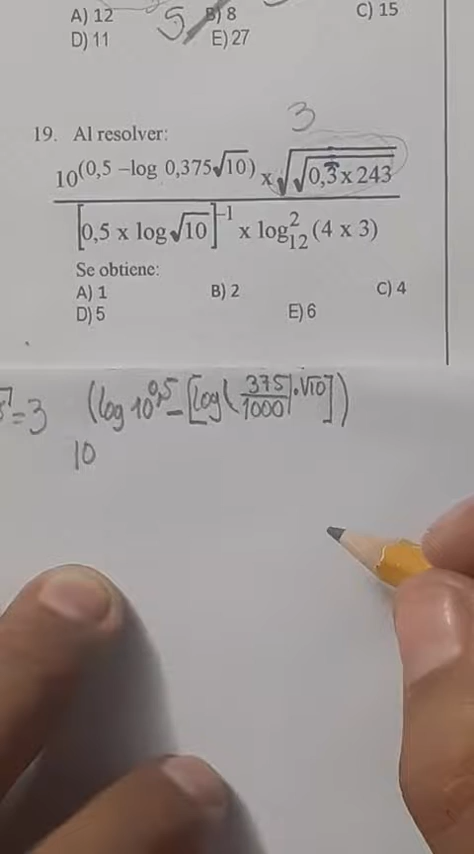 A) 12 5 B) 8 C) 15
D) 11 E) 27
3
19. Al resolver:
10^(0,5 –log 0,375√10) x √√0,3̂ x 243
[0,5 x log √10]^–1 x log²₁₂ (4 x 3)
Se obtiene:
A) 1 B) 2 C) 4
D) 5 E) 6
= 3 (log 10^0,5 – [log( 375/1000 ) · √10])
10